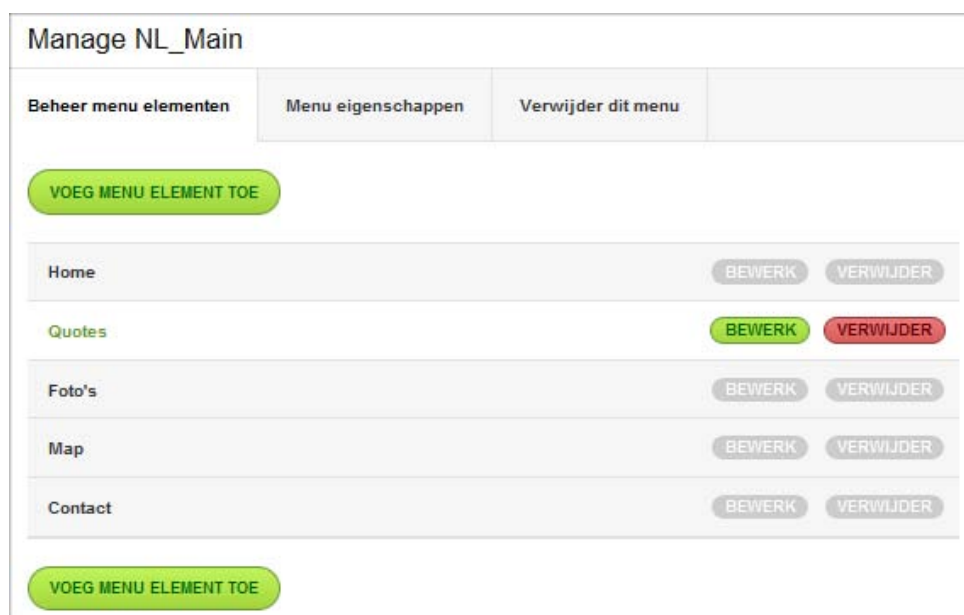 Manage NL_Main
Beheer menu elementen Menu eigenschappen Verwijder dit menu
VOEG MENU ELEMENT TOE
Home BEWERK VERWIJDER
Quotes BEWERK VERWIJDER
Foto's BEWERK VERWIJDER
Map BEWERK VERWIJDER
Contact BEWERK VERWIJDER
VOEG MENU ELEMENT TOE